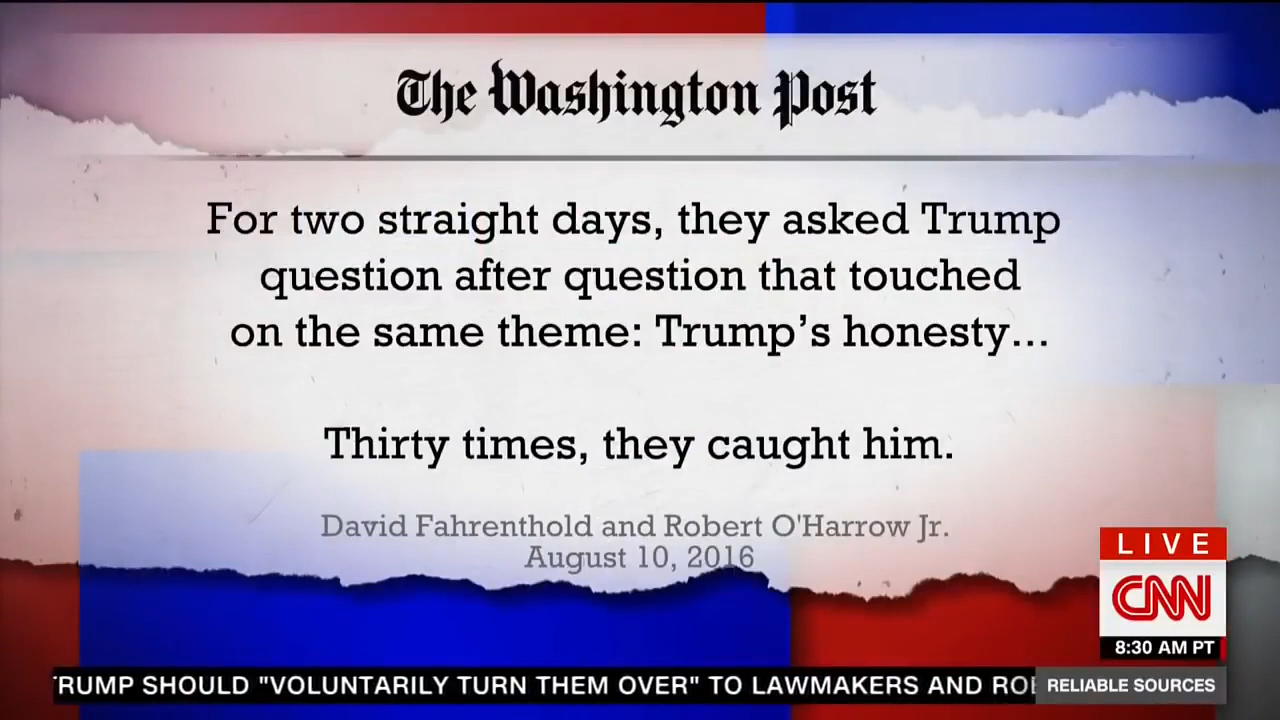 The Washington Post
For two straight days, they asked Trump
question after question that touched
on the same theme: Trump's honesty...
Thirty times, they caught him.
David Fahrenthold and Robert O'Harrow Jr.
August 10, 2016
LIVE
CNN
8:30 AM PT
RUMP SHOULD "VOLUNTARILY TURN THEM OVER" TO LAWMAKERS AND
RELIABLE SOURCES